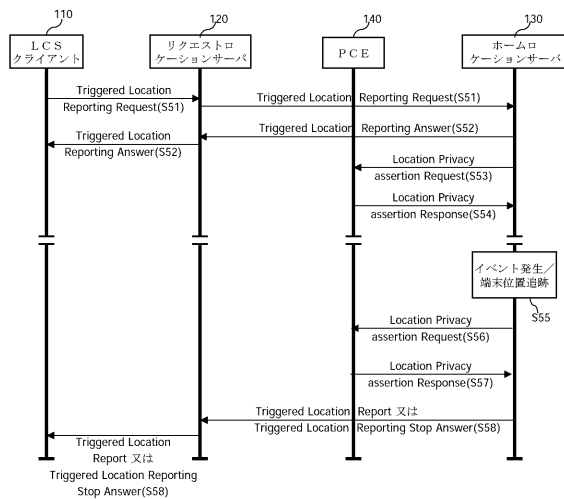 110
120
140
130
LCS
クライアント
リクエストロ
ケーションサーバ
PCE
ホームロ
ケーションサーバ
Triggered Location
Reporting Request(S51)
Triggered Location Reporting Request(S51)
Triggered Location Reporting Answer(S52)
Triggered Location
Reporting Answer(S52)
Location Privacy
assertion Request(S53)
Location Privacy
assertion Response(S54)
イベント発生／
端末位置追跡
S55
Location Privacy
assertion Request(S56)
Location Privacy
assertion Response(S57)
Triggered Location Report 又は
Triggered Location Reporting Stop Answer(S58)
Triggered Location
Report 又は
Triggered Location Reporting
Stop Answer(S58)